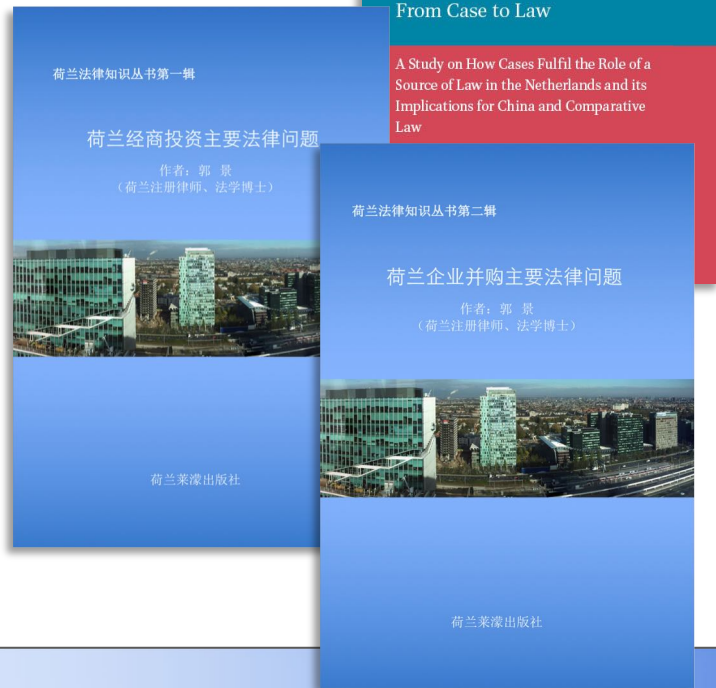 From Case to Law
A Study on How Cases Fulfil the Role of a
Source of Law in the Netherlands and its
Implications for China and Comparative
Law
荷兰法律知识丛书第一辑
荷兰经商投资主要法律问题
作者：郭 景
（荷兰注册律师、法学博士）
荷兰莱濛出版社
荷兰法律知识丛书第二辑
荷兰企业并购主要法律问题
作者：郭 景
（荷兰注册律师、法学博士）
荷兰莱濛出版社